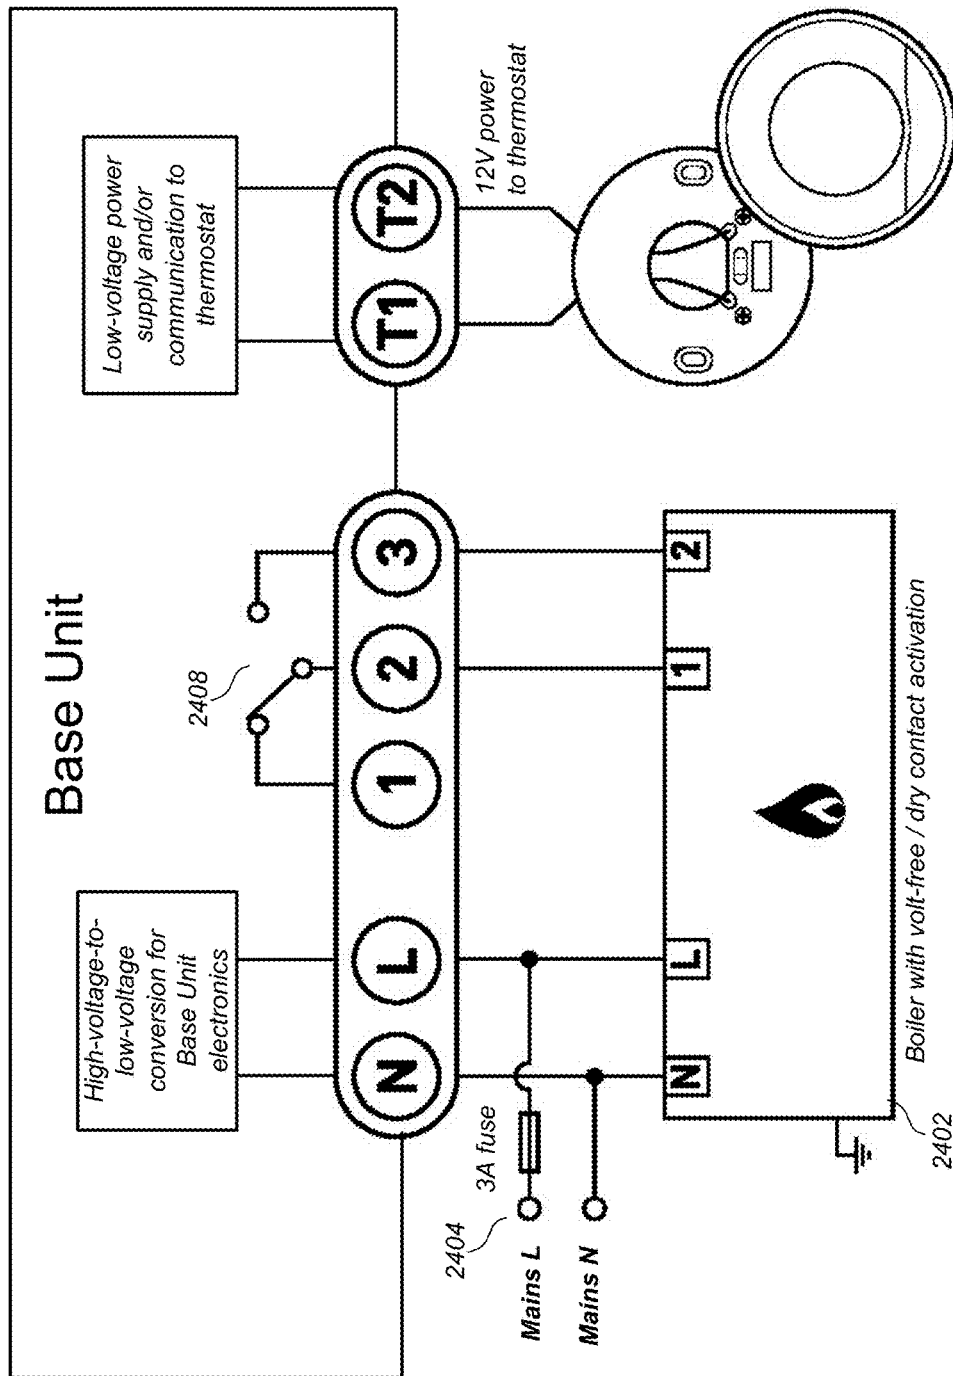 Base Unit
High-voltage-to-
low-voltage
conversion for
Base Unit
electronics
2408
Low-voltage power
supply and/or
communication to
thermostat
N
L
1
2
3
T1
T2
12V power
to thermostat
2404
3A fuse
Mains L
Mains N
N
L
1
2
Boiler with volt-free / dry contact activation
2402